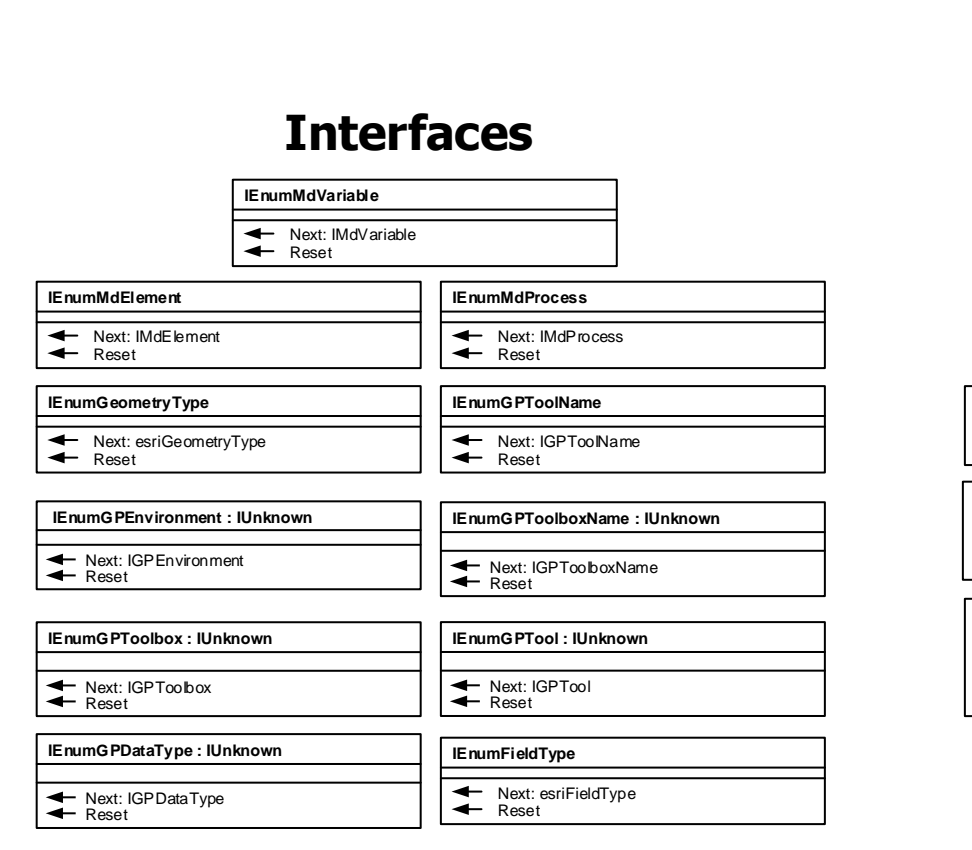 Interfaces
IEnumMdVariable
Next: IMdVariable
Reset
IEnumMdElement
Next: IMdElement
Reset
IEnumMdProcess
Next: IMdProcess
Reset
IEnumGeometryType
Next: esriGeometryType
Reset
IEnumGPToolName
Next: IGPToolName
Reset
IEnumGPEnvironment : IUnknown
Next: IGPEnvironment
Reset
IEnumGPToolboxName : IUnknown
Next: IGPToolboxName
Reset
IEnumGPToolbox : IUnknown
Next: IGPToolbox
Reset
IEnumGPTool : IUnknown
Next: IGPTool
Reset
IEnumGPDataType : IUnknown
Next: IGPDataType
Reset
IEnumFieldType
Next: esriFieldType
Reset